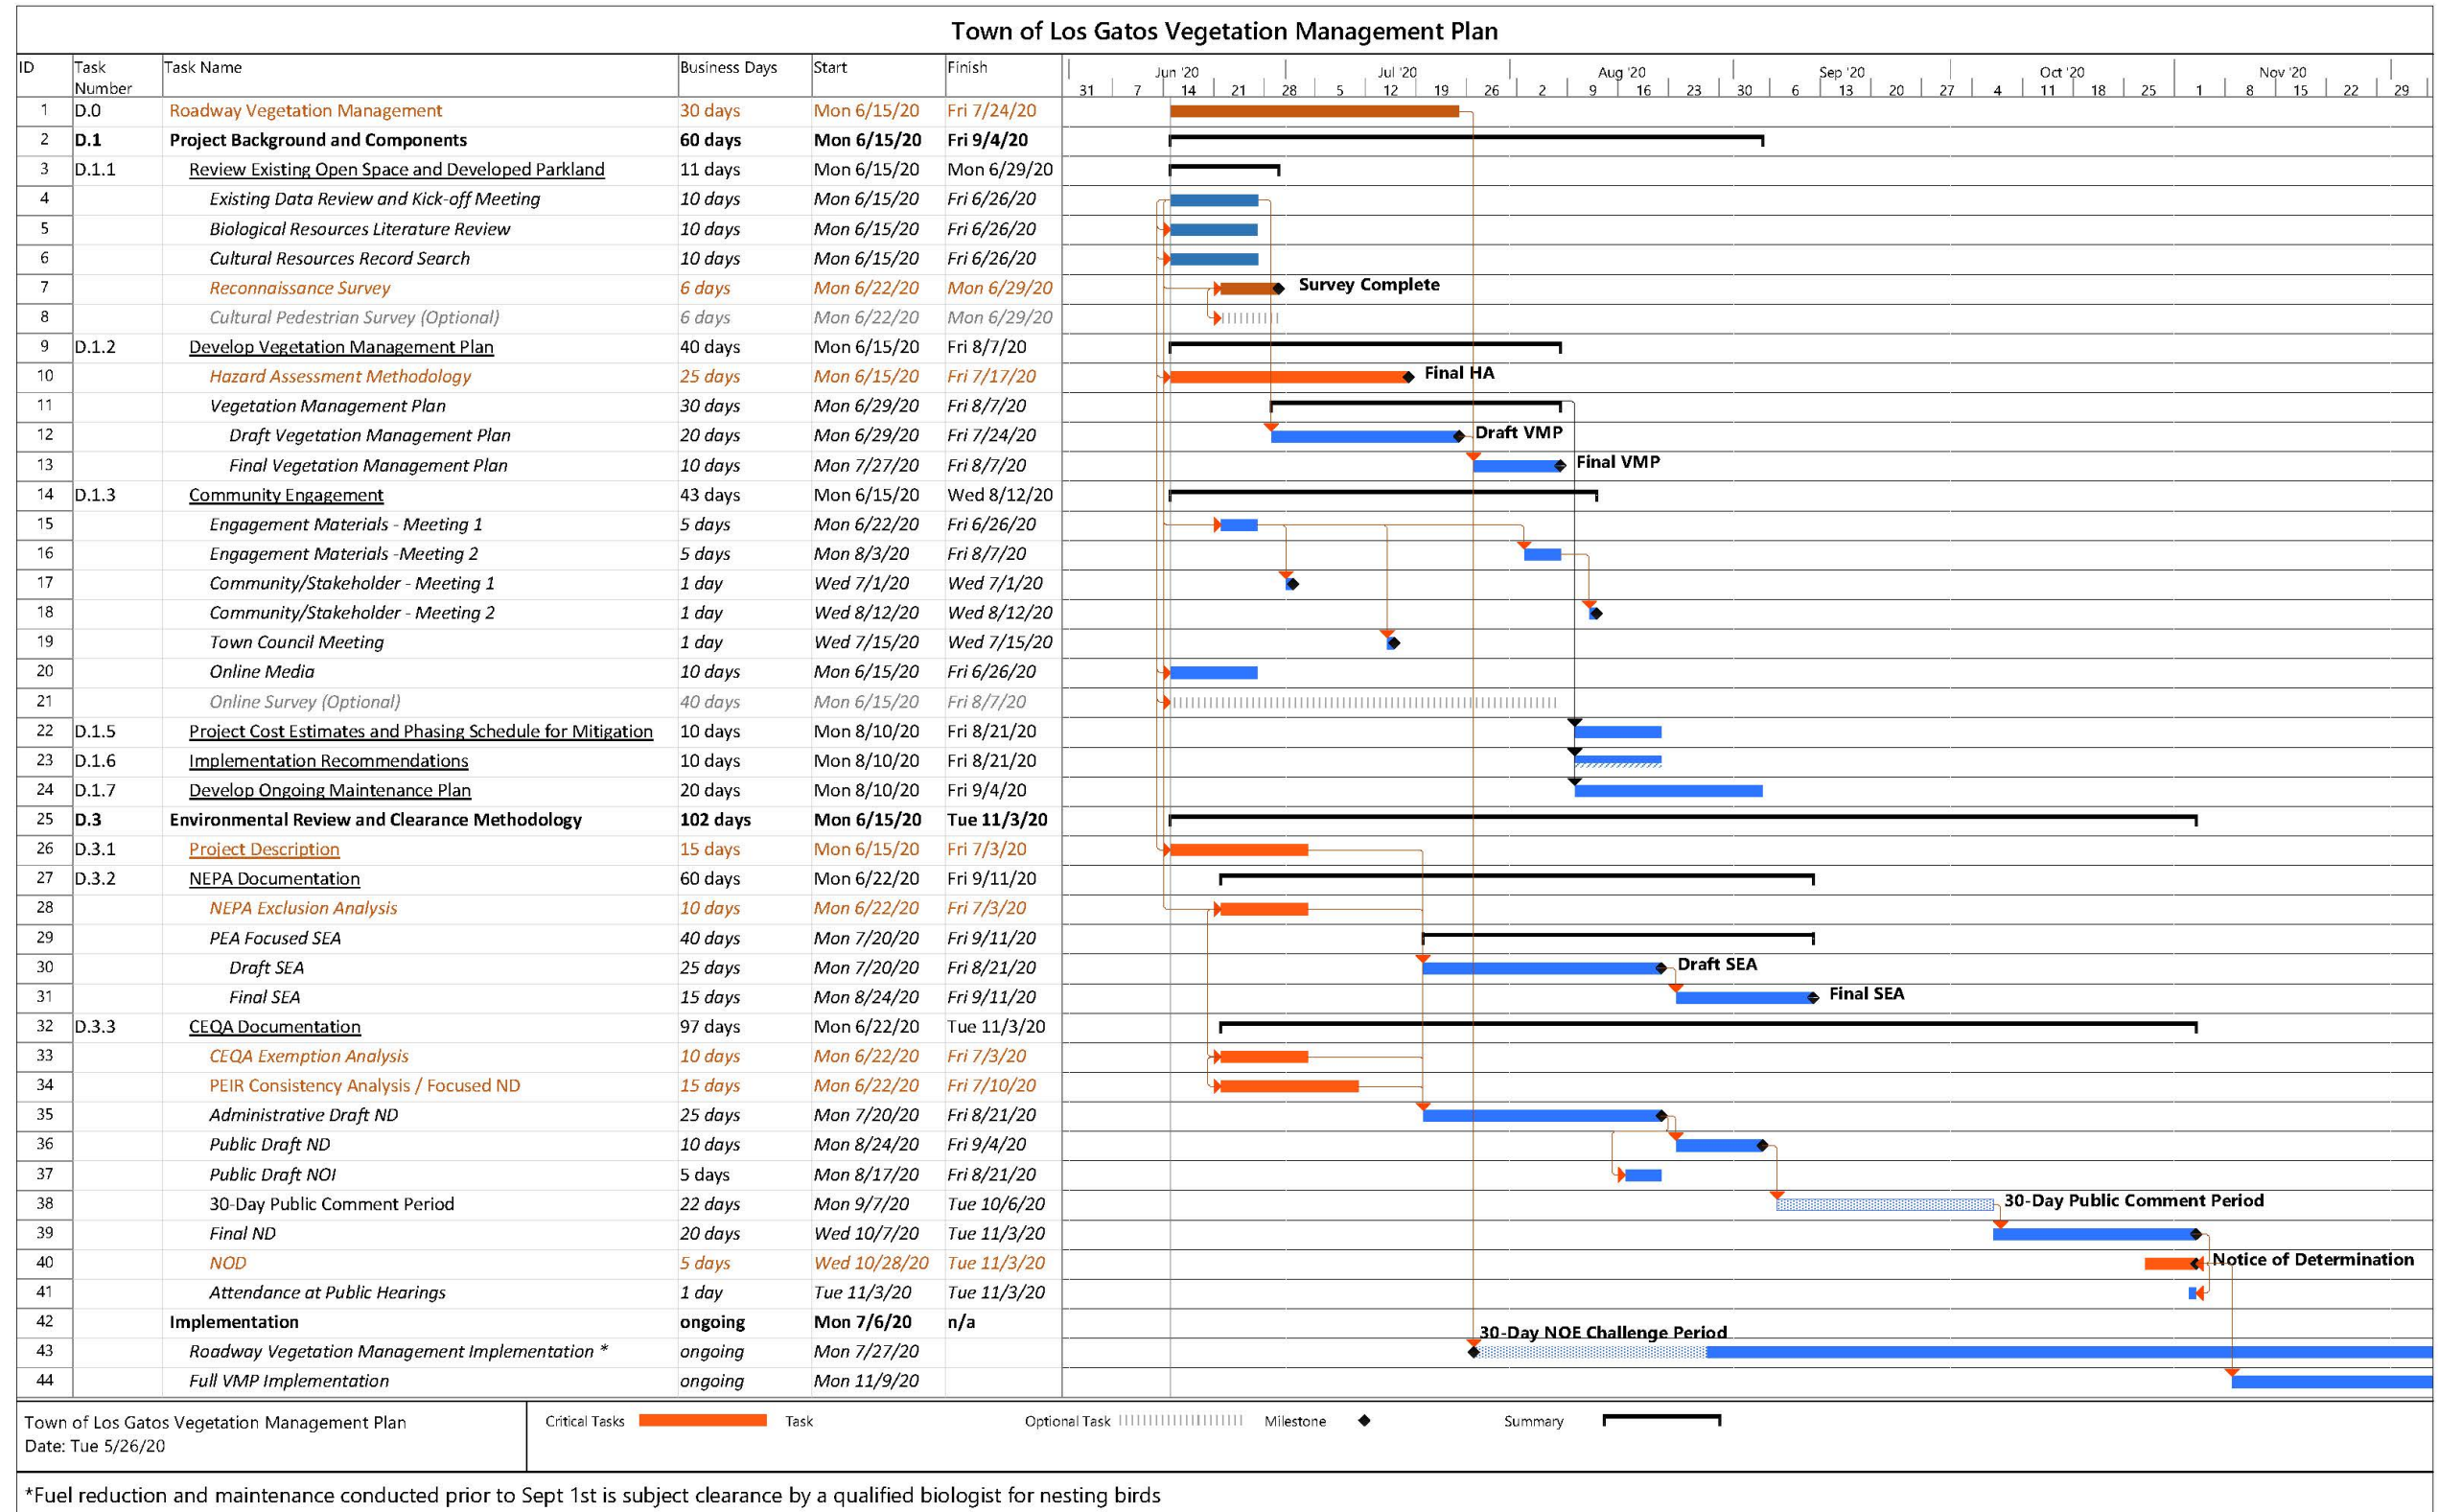 Town of Los Gatos Vegetation Management Plan
ID Task Number Task Name Business Days Start Finish
Jun '20 Jul '20 Aug '20 Sep '20 Oct '20 Nov '20
31 7 14 21 28 5 12 19 26 2 9 16 23 30 6 13 20 27 4 11 18 25 1 8 15 22 29
1 D.0 Roadway Vegetation Management 30 days Mon 6/15/20 Fri 7/24/20
2 D.1 Project Background and Components 60 days Mon 6/15/20 Fri 9/4/20
3 D.1.1 Review Existing Open Space and Developed Parkland 11 days Mon 6/15/20 Mon 6/29/20
4 Existing Data Review and Kick-off Meeting 10 days Mon 6/15/20 Fri 6/26/20
5 Biological Resources Literature Review 10 days Mon 6/15/20 Fri 6/26/20
6 Cultural Resources Record Search 10 days Mon 6/15/20 Fri 6/26/20
7 Reconnaissance Survey 6 days Mon 6/22/20 Mon 6/29/20 Survey Complete
8 Cultural Pedestrian Survey (Optional) 6 days Mon 6/22/20 Mon 6/29/20
9 D.1.2 Develop Vegetation Management Plan 40 days Mon 6/15/20 Fri 8/7/20
10 Hazard Assessment Methodology 25 days Mon 6/15/20 Fri 7/17/20 Final HA
11 Vegetation Management Plan 30 days Mon 6/29/20 Fri 8/7/20
12 Draft Vegetation Management Plan 20 days Mon 6/29/20 Fri 7/24/20 Draft VMP
13 Final Vegetation Management Plan 10 days Mon 7/27/20 Fri 8/7/20 Final VMP
14 D.1.3 Community Engagement 43 days Mon 6/15/20 Wed 8/12/20
15 Engagement Materials - Meeting 1 5 days Mon 6/22/20 Fri 6/26/20
16 Engagement Materials -Meeting 2 5 days Mon 8/3/20 Fri 8/7/20
17 Community/Stakeholder - Meeting 1 1 day Wed 7/1/20 Wed 7/1/20
18 Community/Stakeholder - Meeting 2 1 day Wed 8/12/20 Wed 8/12/20
19 Town Council Meeting 1 day Wed 7/15/20 Wed 7/15/20
20 Online Media 10 days Mon 6/15/20 Fri 6/26/20
21 Online Survey (Optional) 40 days Mon 6/15/20 Fri 8/7/20
22 D.1.5 Project Cost Estimates and Phasing Schedule for Mitigation 10 days Mon 8/10/20 Fri 8/21/20
23 D.1.6 Implementation Recommendations 10 days Mon 8/10/20 Fri 8/21/20
24 D.1.7 Develop Ongoing Maintenance Plan 20 days Mon 8/10/20 Fri 9/4/20
25 D.3 Environmental Review and Clearance Methodology 102 days Mon 6/15/20 Tue 11/3/20
26 D.3.1 Project Description 15 days Mon 6/15/20 Fri 7/3/20
27 D.3.2 NEPA Documentation 60 days Mon 6/22/20 Fri 9/11/20
28 NEPA Exclusion Analysis 10 days Mon 6/22/20 Fri 7/3/20
29 PEA Focused SEA 40 days Mon 7/20/20 Fri 9/11/20
30 Draft SEA 25 days Mon 7/20/20 Fri 8/21/20 Draft SEA
31 Final SEA 15 days Mon 8/24/20 Fri 9/11/20 Final SEA
32 D.3.3 CEQA Documentation 97 days Mon 6/22/20 Tue 11/3/20
33 CEQA Exemption Analysis 10 days Mon 6/22/20 Fri 7/3/20
34 PEIR Consistency Analysis / Focused ND 15 days Mon 6/22/20 Fri 7/10/20
35 Administrative Draft ND 25 days Mon 7/20/20 Fri 8/21/20
36 Public Draft ND 10 days Mon 8/24/20 Fri 9/4/20
37 Public Draft NOI 5 days Mon 8/17/20 Fri 8/21/20
38 30-Day Public Comment Period 22 days Mon 9/7/20 Tue 10/6/20 30-Day Public Comment Period
39 Final ND 20 days Wed 10/7/20 Tue 11/3/20
40 NOD 5 days Wed 10/28/20 Tue 11/3/20 Notice of Determination
41 Attendance at Public Hearings 1 day Tue 11/3/20 Tue 11/3/20
42 Implementation ongoing Mon 7/6/20 n/a
30-Day NOE Challenge Period
43 Roadway Vegetation Management Implementation * ongoing Mon 7/27/20
44 Full VMP Implementation ongoing Mon 11/9/20
Town of Los Gatos Vegetation Management Plan
Date: Tue 5/26/20
Critical Tasks Task Optional Task Milestone Summary
*Fuel reduction and maintenance conducted prior to Sept 1st is subject clearance by a qualified biologist for nesting birds